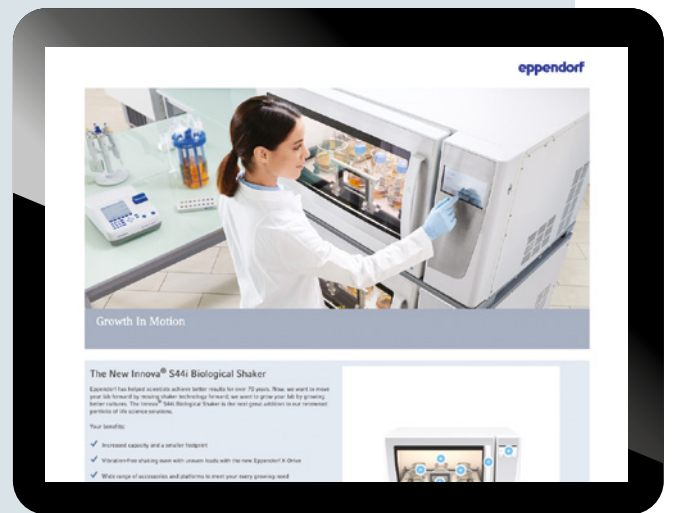 eppendorf
Growth In Motion
The New Innova® S44i Biological Shaker
Eppendorf has helped scientists achieve better results for over 70 years. Now, we want to move
your lab forward by moving shaker technology forward, we want to grow your lab by growing
better cultures. The Innova® S44i Biological Shaker is the next great addition to our renowned
portfolio of life science solutions.
Your benefits:
Increased capacity and a smaller footprint
Vibration-free shaking even with uneven loads with the new Eppendorf X-Drive
Wide range of accessories and platforms to meet your every growing need